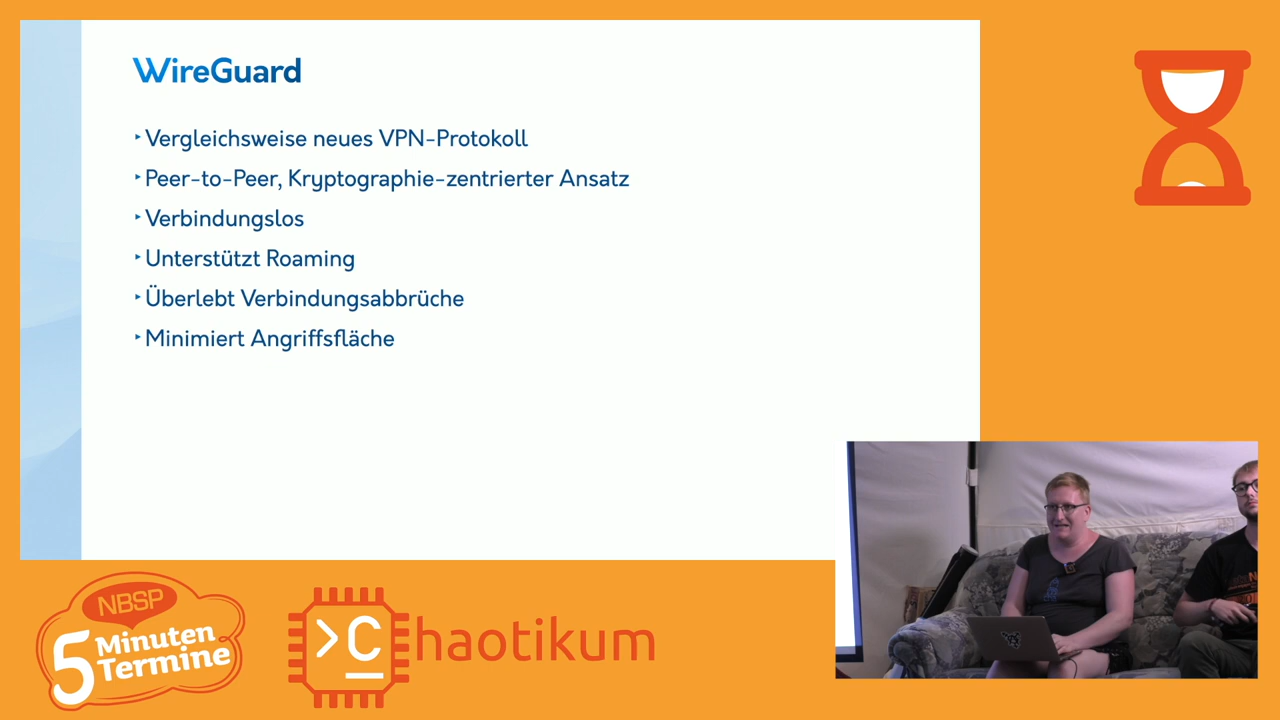 WireGuard
‣ Vergleichsweise neues VPN-Protokoll
‣ Peer-to-Peer, Kryptographie-zentrierter Ansatz
‣ Verbindungslos
‣ Unterstützt Roaming
‣ Überlebt Verbindungsabbrüche
‣ Minimiert Angriffsfläche
NBSP
5 Minuten
Termine
>C_haotikum